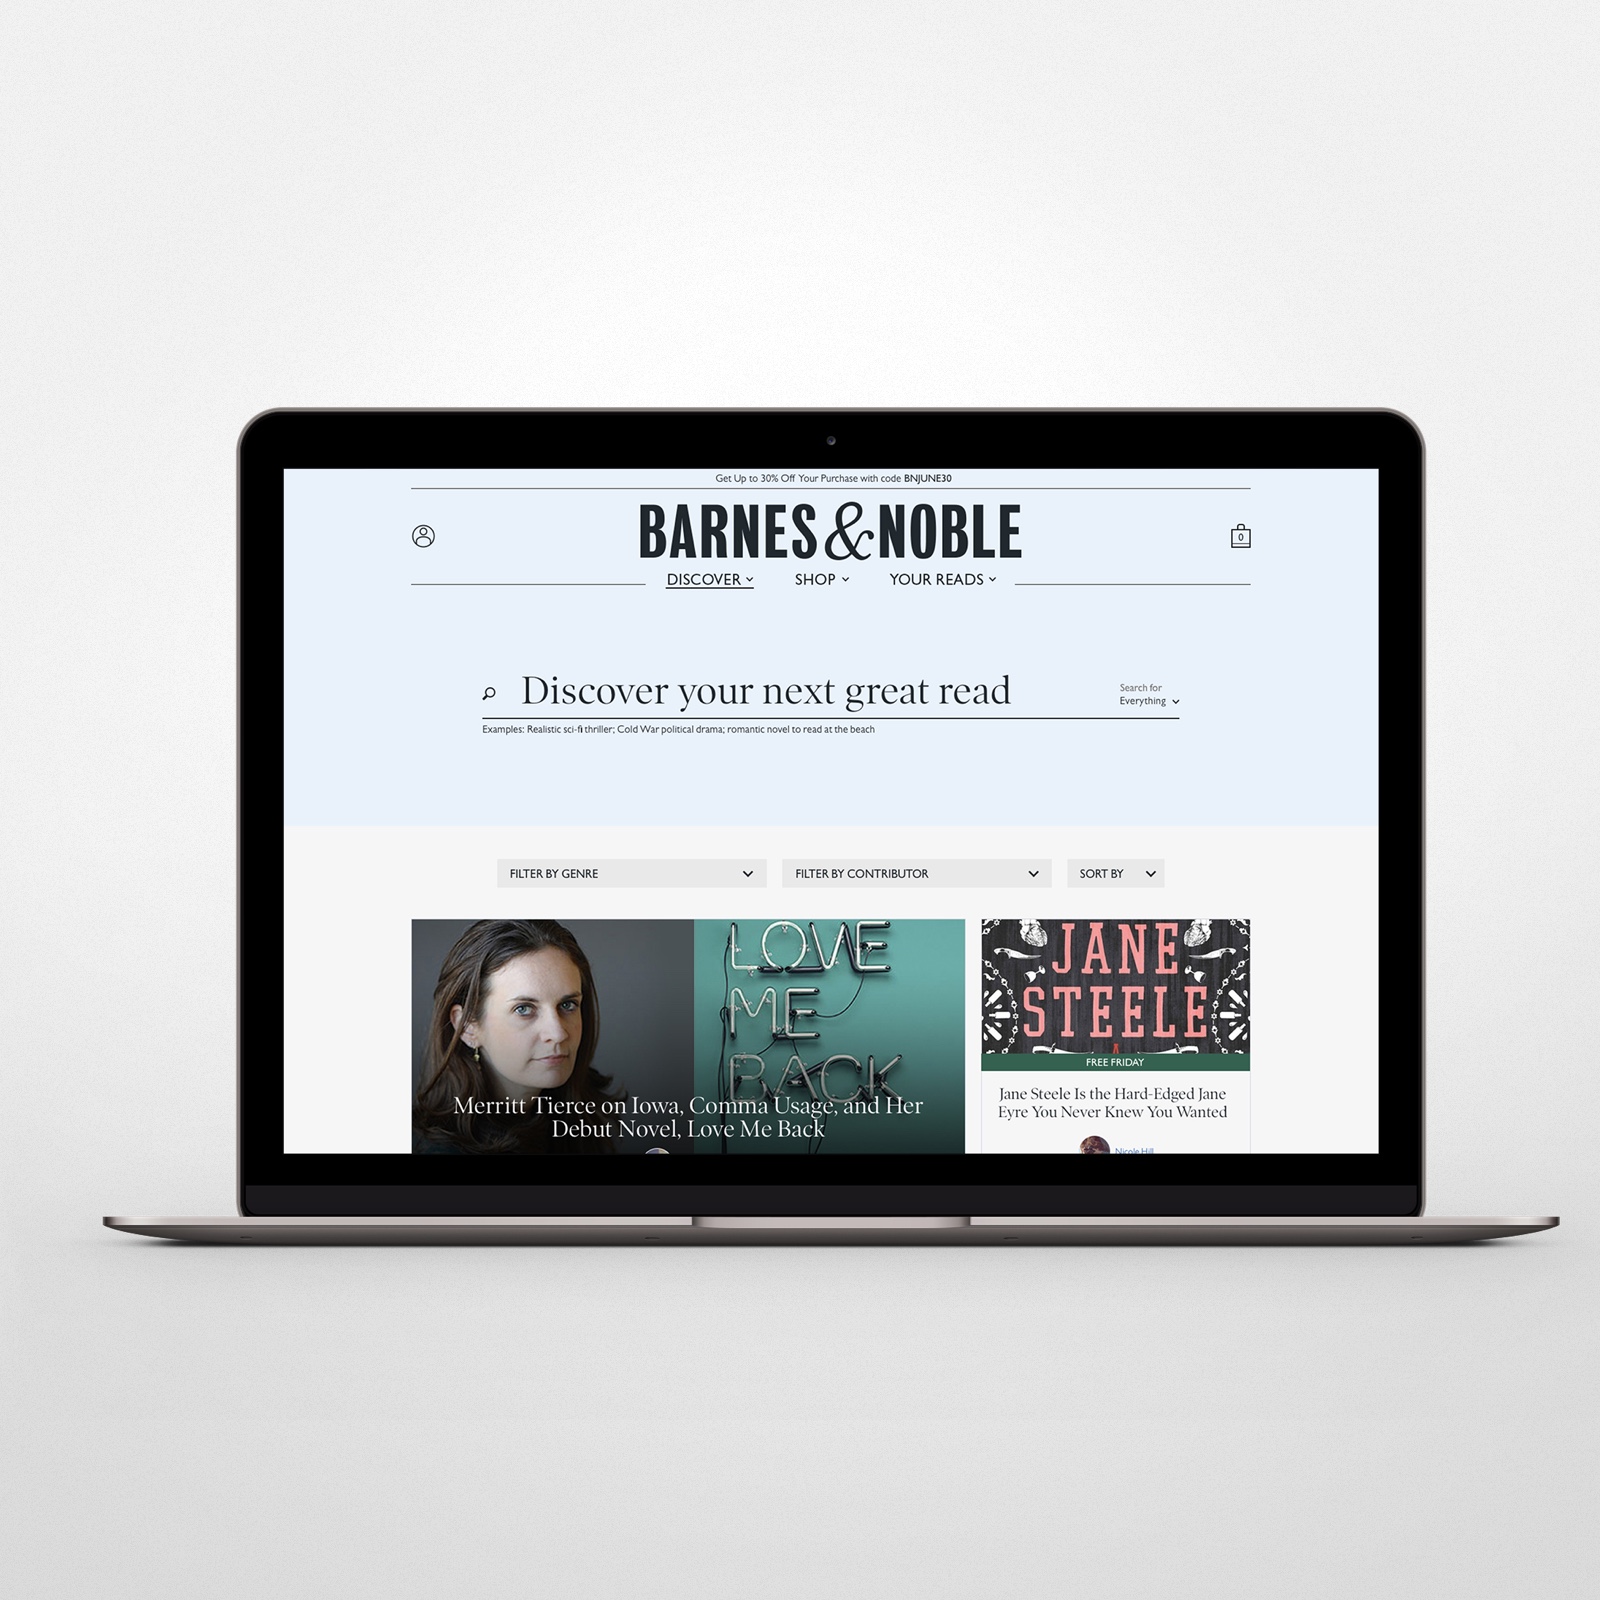 Get Up to 30% Off Your Purchase with code BNJUNE30
BARNES & NOBLE
0
DISCOVER
SHOP
YOUR READS
Discover your next great read
Search for
Everything
Examples: Realistic sci-fi thriller; Cold War political drama; romantic novel to read at the beach
FILTER BY GENRE
FILTER BY CONTRIBUTOR
SORT BY
LOVE
ME
BACK
Merritt Tierce on Iowa, Comma Usage, and Her
Debut Novel, Love Me Back
JANE
STEELE
FREE FRIDAY
Jane Steele Is the Hard-Edged Jane
Eyre You Never Knew You Wanted
Nicole Hill